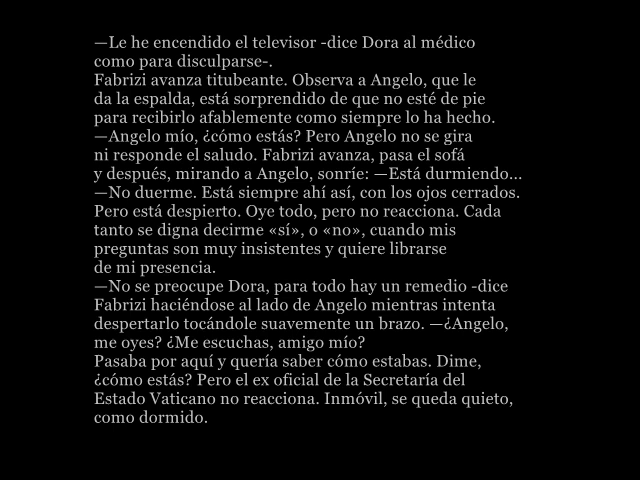 —Le he encendido el televisor -dice Dora al médico
como para disculparse-.
Fabrizi avanza titubeante. Observa a Angelo, que le
da la espalda, está sorprendido de que no esté de pie
para recibirlo afablemente como siempre lo ha hecho.
—Angelo mío, ¿cómo estás? Pero Angelo no se gira
ni responde el saludo. Fabrizi avanza, pasa el sofá
y después, mirando a Angelo, sonríe: —Está durmiendo...
—No duerme. Está siempre ahí así, con los ojos cerrados.
Pero está despierto. Oye todo, pero no reacciona. Cada
tanto se digna decirme «sí», o «no», cuando mis
preguntas son muy insistentes y quiere librarse
de mi presencia.
—No se preocupe Dora, para todo hay un remedio -dice
Fabrizi haciéndose al lado de Angelo mientras intenta
despertarlo tocándole suavemente un brazo. —¿Angelo,
me oyes? ¿Me escuchas, amigo mío?
Pasaba por aquí y quería saber cómo estabas. Dime,
¿cómo estás? Pero el ex oficial de la Secretaría del
Estado Vaticano no reacciona. Inmóvil, se queda quieto,
como dormido.